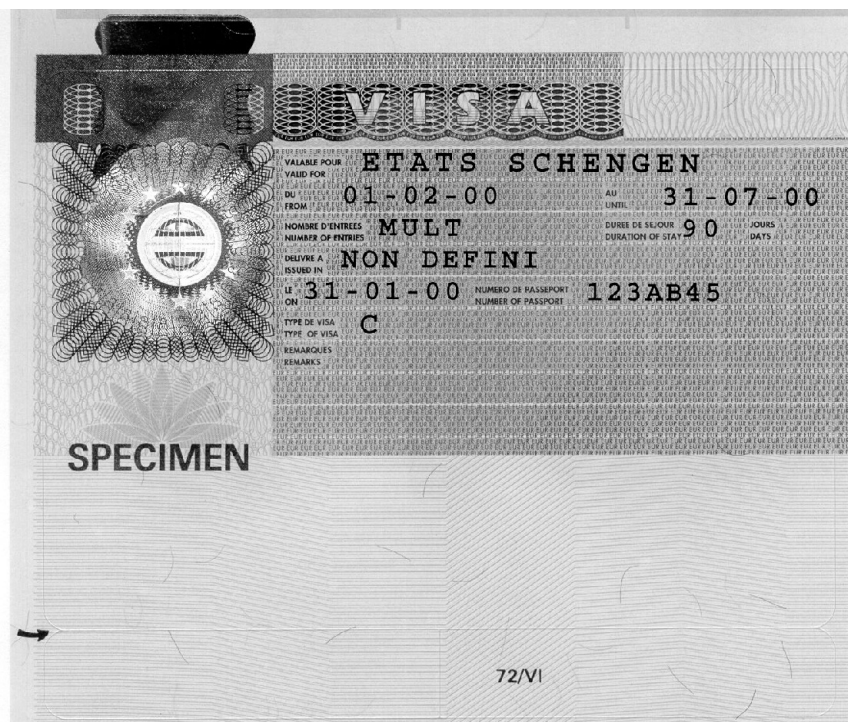 VISA
VALABLE POUR ETATS SCHENGEN
VALID FOR
DU 01-02-00 AU 31-07-00
FROM UNTIL
NOMBRE D'ENTREES MULT DUREE DE SEJOUR 90 JOURS
NUMBER OF ENTRIES DURATION OF STAY DAYS
DELIVRE A NON DEFINI
ISSUED IN
LE 31-01-00 NUMERO DE PASSEPORT 123AB45
ON NUMBER OF PASSPORT
TYPE DE VISA C
TYPE OF VISA
REMARQUES
REMARKS
SPECIMEN
72/VI